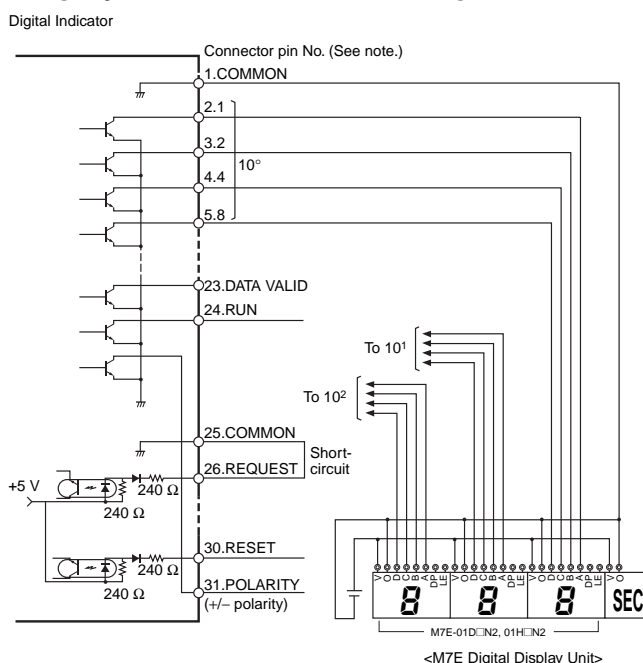 Digital Indicator
Connector pin No. (See note.)
1.COMMON
2.1
3.2
10°
4.4
5.8
23.DATA VALID
24.RUN
To 10¹
To 10²
25.COMMON
Short-
circuit
26.REQUEST
+5 V
240 Ω
240 Ω
30.RESET
240 Ω
31.POLARITY
240 Ω
(+/− polarity)
V O D C B A DP LE V O D C B A DP LE V O D C B A DP LE V O
8 8 8 SEC
M7E-01D□N2, 01H□N2
<M7E Digital Display Unit>